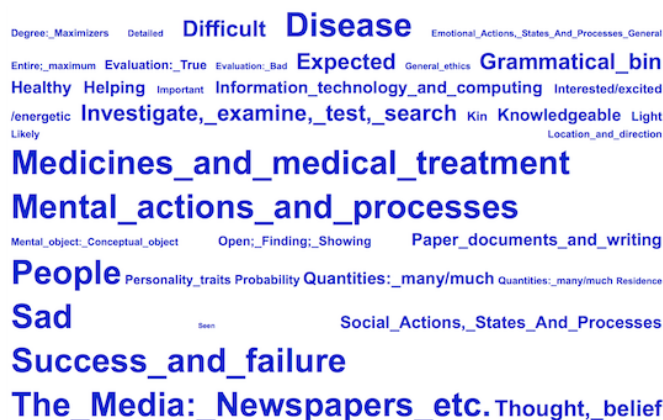 Degree:_Maximizers Detailed Difficult Disease Emotional_Actions,_States_And_Processes_General
Entire;_maximum Evaluation:_True Evaluation:_Bad Expected General_ethics Grammatical_bin
Healthy Helping Important Information_technology_and_computing Interested/excited
/energetic Investigate,_examine,_test,_search Kin Knowledgeable Light
Likely Location_and_direction
Medicines_and_medical_treatment
Mental_actions_and_processes
Mental_object:_Conceptual_object Open;_Finding;_Showing Paper_documents_and_writing
People Personality_traits Probability Quantities:_many/much Quantities:_many/much Residence
Sad Seen Social_Actions,_States_And_Processes
Success_and_failure
The_Media:_Newspapers_etc. Thought,_belief